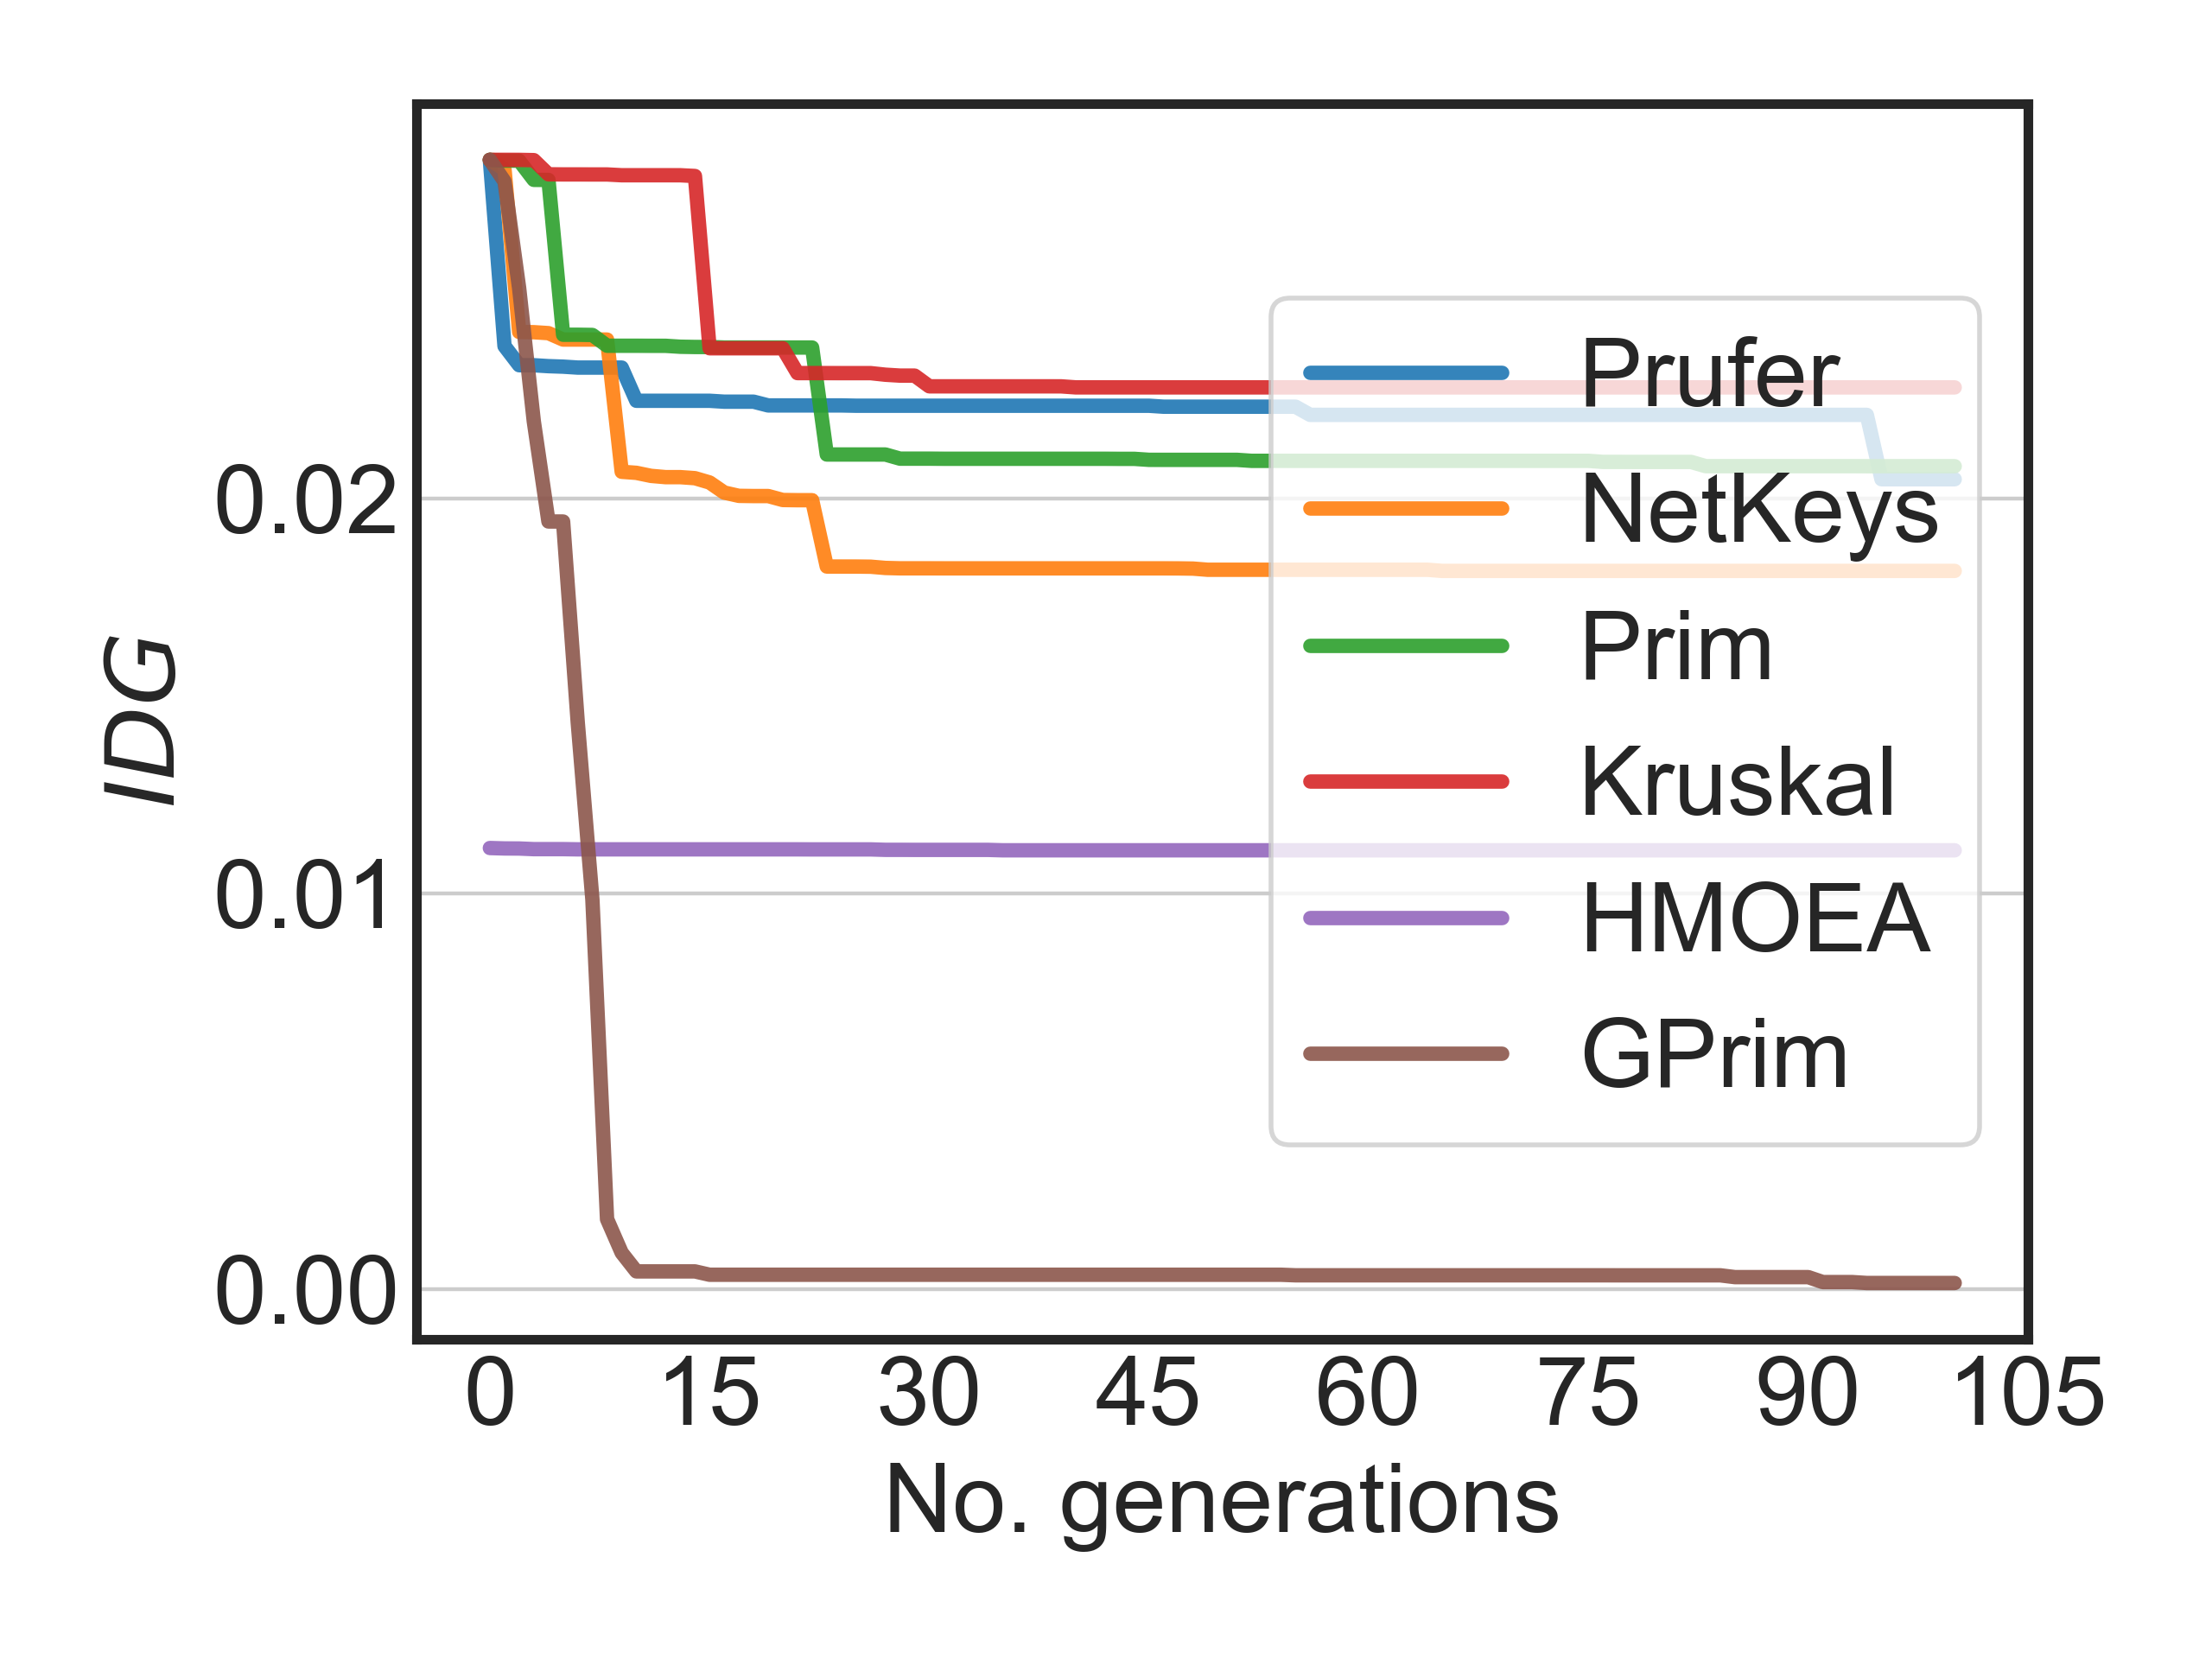 IDG
0.02
0.01
0.00
0 15 30 45 60 75 90 105
No. generations
Prufer
NetKeys
Prim
Kruskal
HMOEA
GPrim